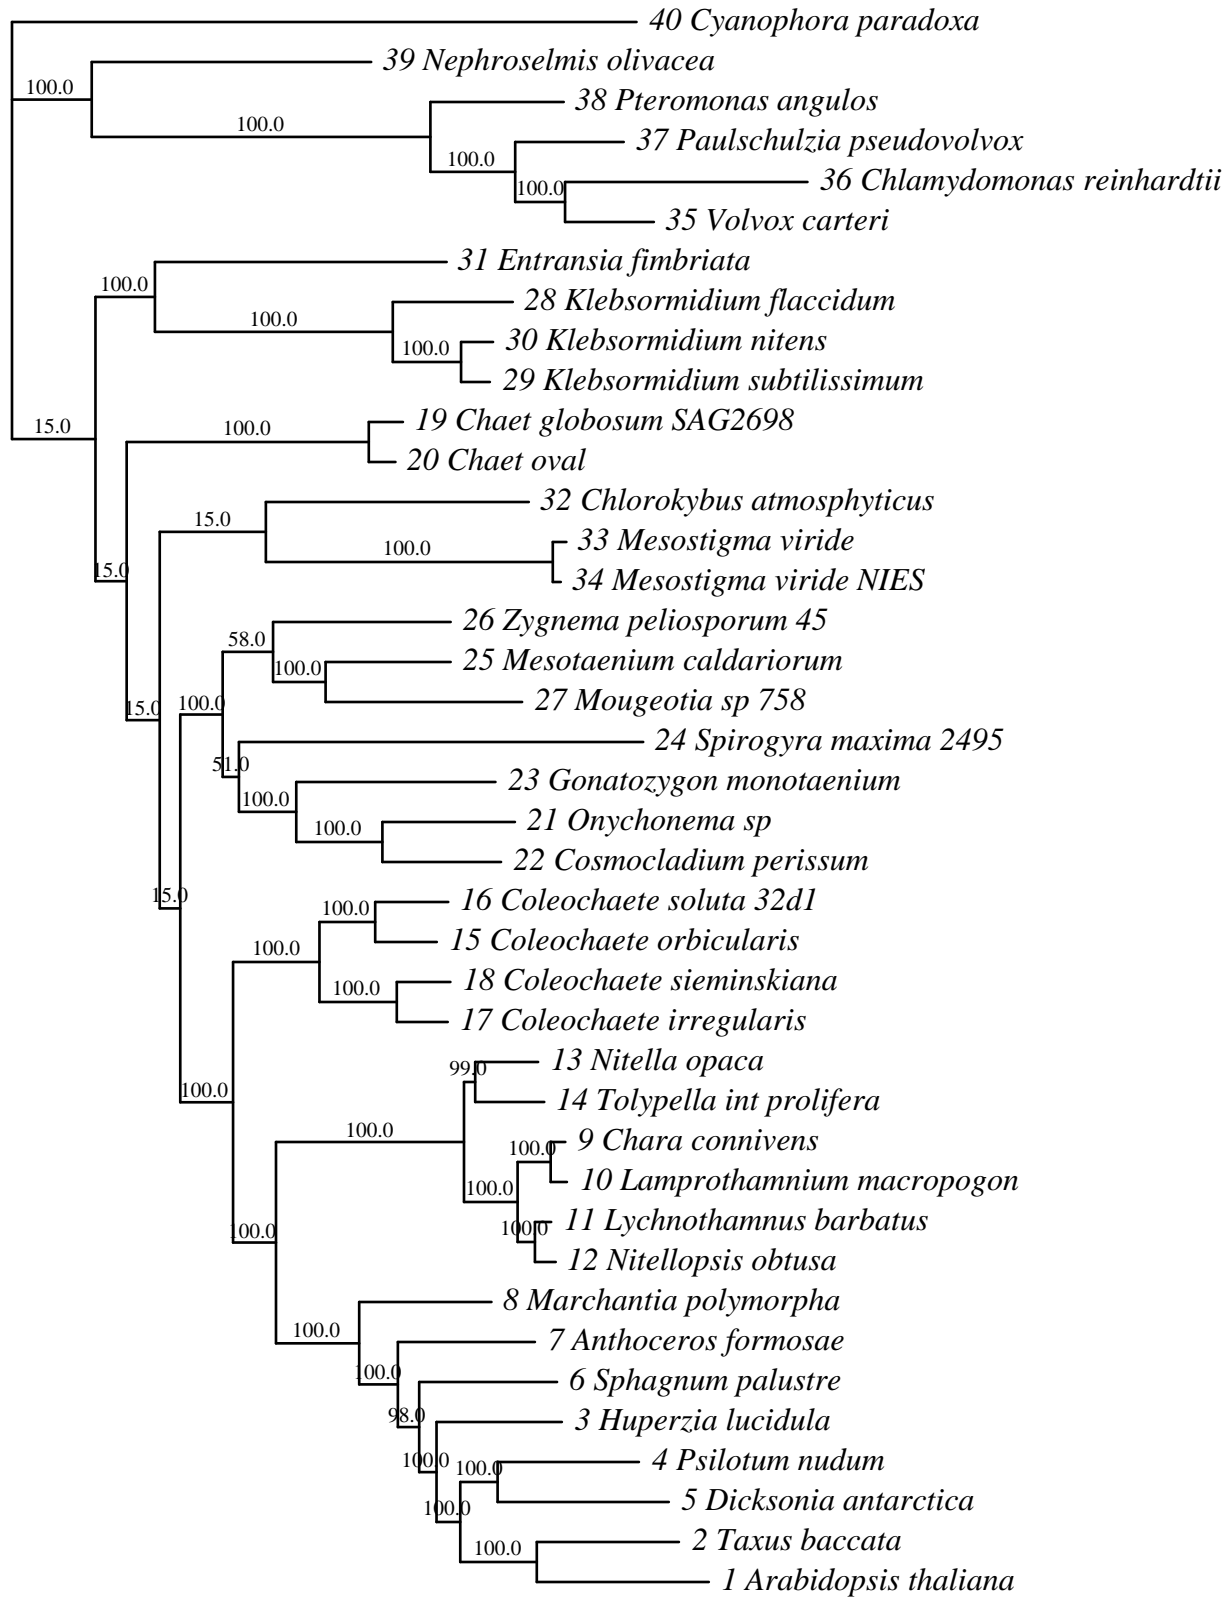 40 Cyanophora paradoxa
39 Nephroselmis olivacea
100.0
38 Pteromonas angulos
100.0
37 Paulschulzia pseudovolvox
100.0
36 Chlamydomonas reinhardtii
100.0
35 Volvox carteri
31 Entransia fimbriata
100.0
28 Klebsormidium flaccidum
100.0
30 Klebsormidium nitens
100.0
29 Klebsormidium subtilissimum
19 Chaet globosum SAG2698
15.0
100.0
20 Chaet oval
32 Chlorokybus atmosphyticus
15.0
33 Mesostigma viride
100.0
15.0
34 Mesostigma viride NIES
26 Zygnema peliosporum 45
58.0
25 Mesotaenium caldariorum
100.0
27 Mougeotia sp 758
15.0
100.0
24 Spirogyra maxima 2495
51.0
23 Gonatozygon monotaenium
100.0
21 Onychonema sp
100.0
22 Cosmocladium perissum
15.0
16 Coleochaete soluta 32d1
100.0
15 Coleochaete orbicularis
100.0
18 Coleochaete sieminskiana
100.0
17 Coleochaete irregularis
13 Nitella opaca
99.0
100.0
14 Tolypella int prolifera
100.0
9 Chara connivens
100.0
10 Lamprothamnium macropogon
100.0
11 Lychnothamnus barbatus
100.0
100.0
12 Nitellopsis obtusa
8 Marchantia polymorpha
100.0
7 Anthoceros formosae
100.0
6 Sphagnum palustre
98.0
3 Huperzia lucidula
100.0
4 Psilotum nudum
100.0
5 Dicksonia antarctica
100.0
2 Taxus baccata
100.0
1 Arabidopsis thaliana